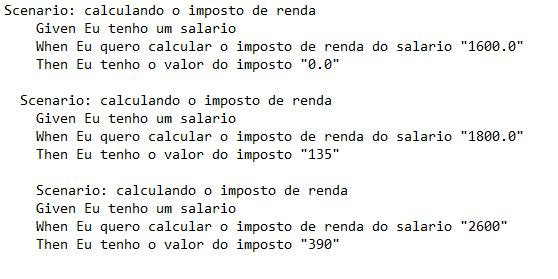 Scenario: calculando o imposto de renda
Given Eu tenho um salario
When Eu quero calcular o imposto de renda do salario "1600.0"
Then Eu tenho o valor do imposto "0.0"
Scenario: calculando o imposto de renda
Given Eu tenho um salario
When Eu quero calcular o imposto de renda do salario "1800.0"
Then Eu tenho o valor do imposto "135"
Scenario: calculando o imposto de renda
Given Eu tenho um salario
When Eu quero calcular o imposto de renda do salario "2600"
Then Eu tenho o valor do imposto "390"